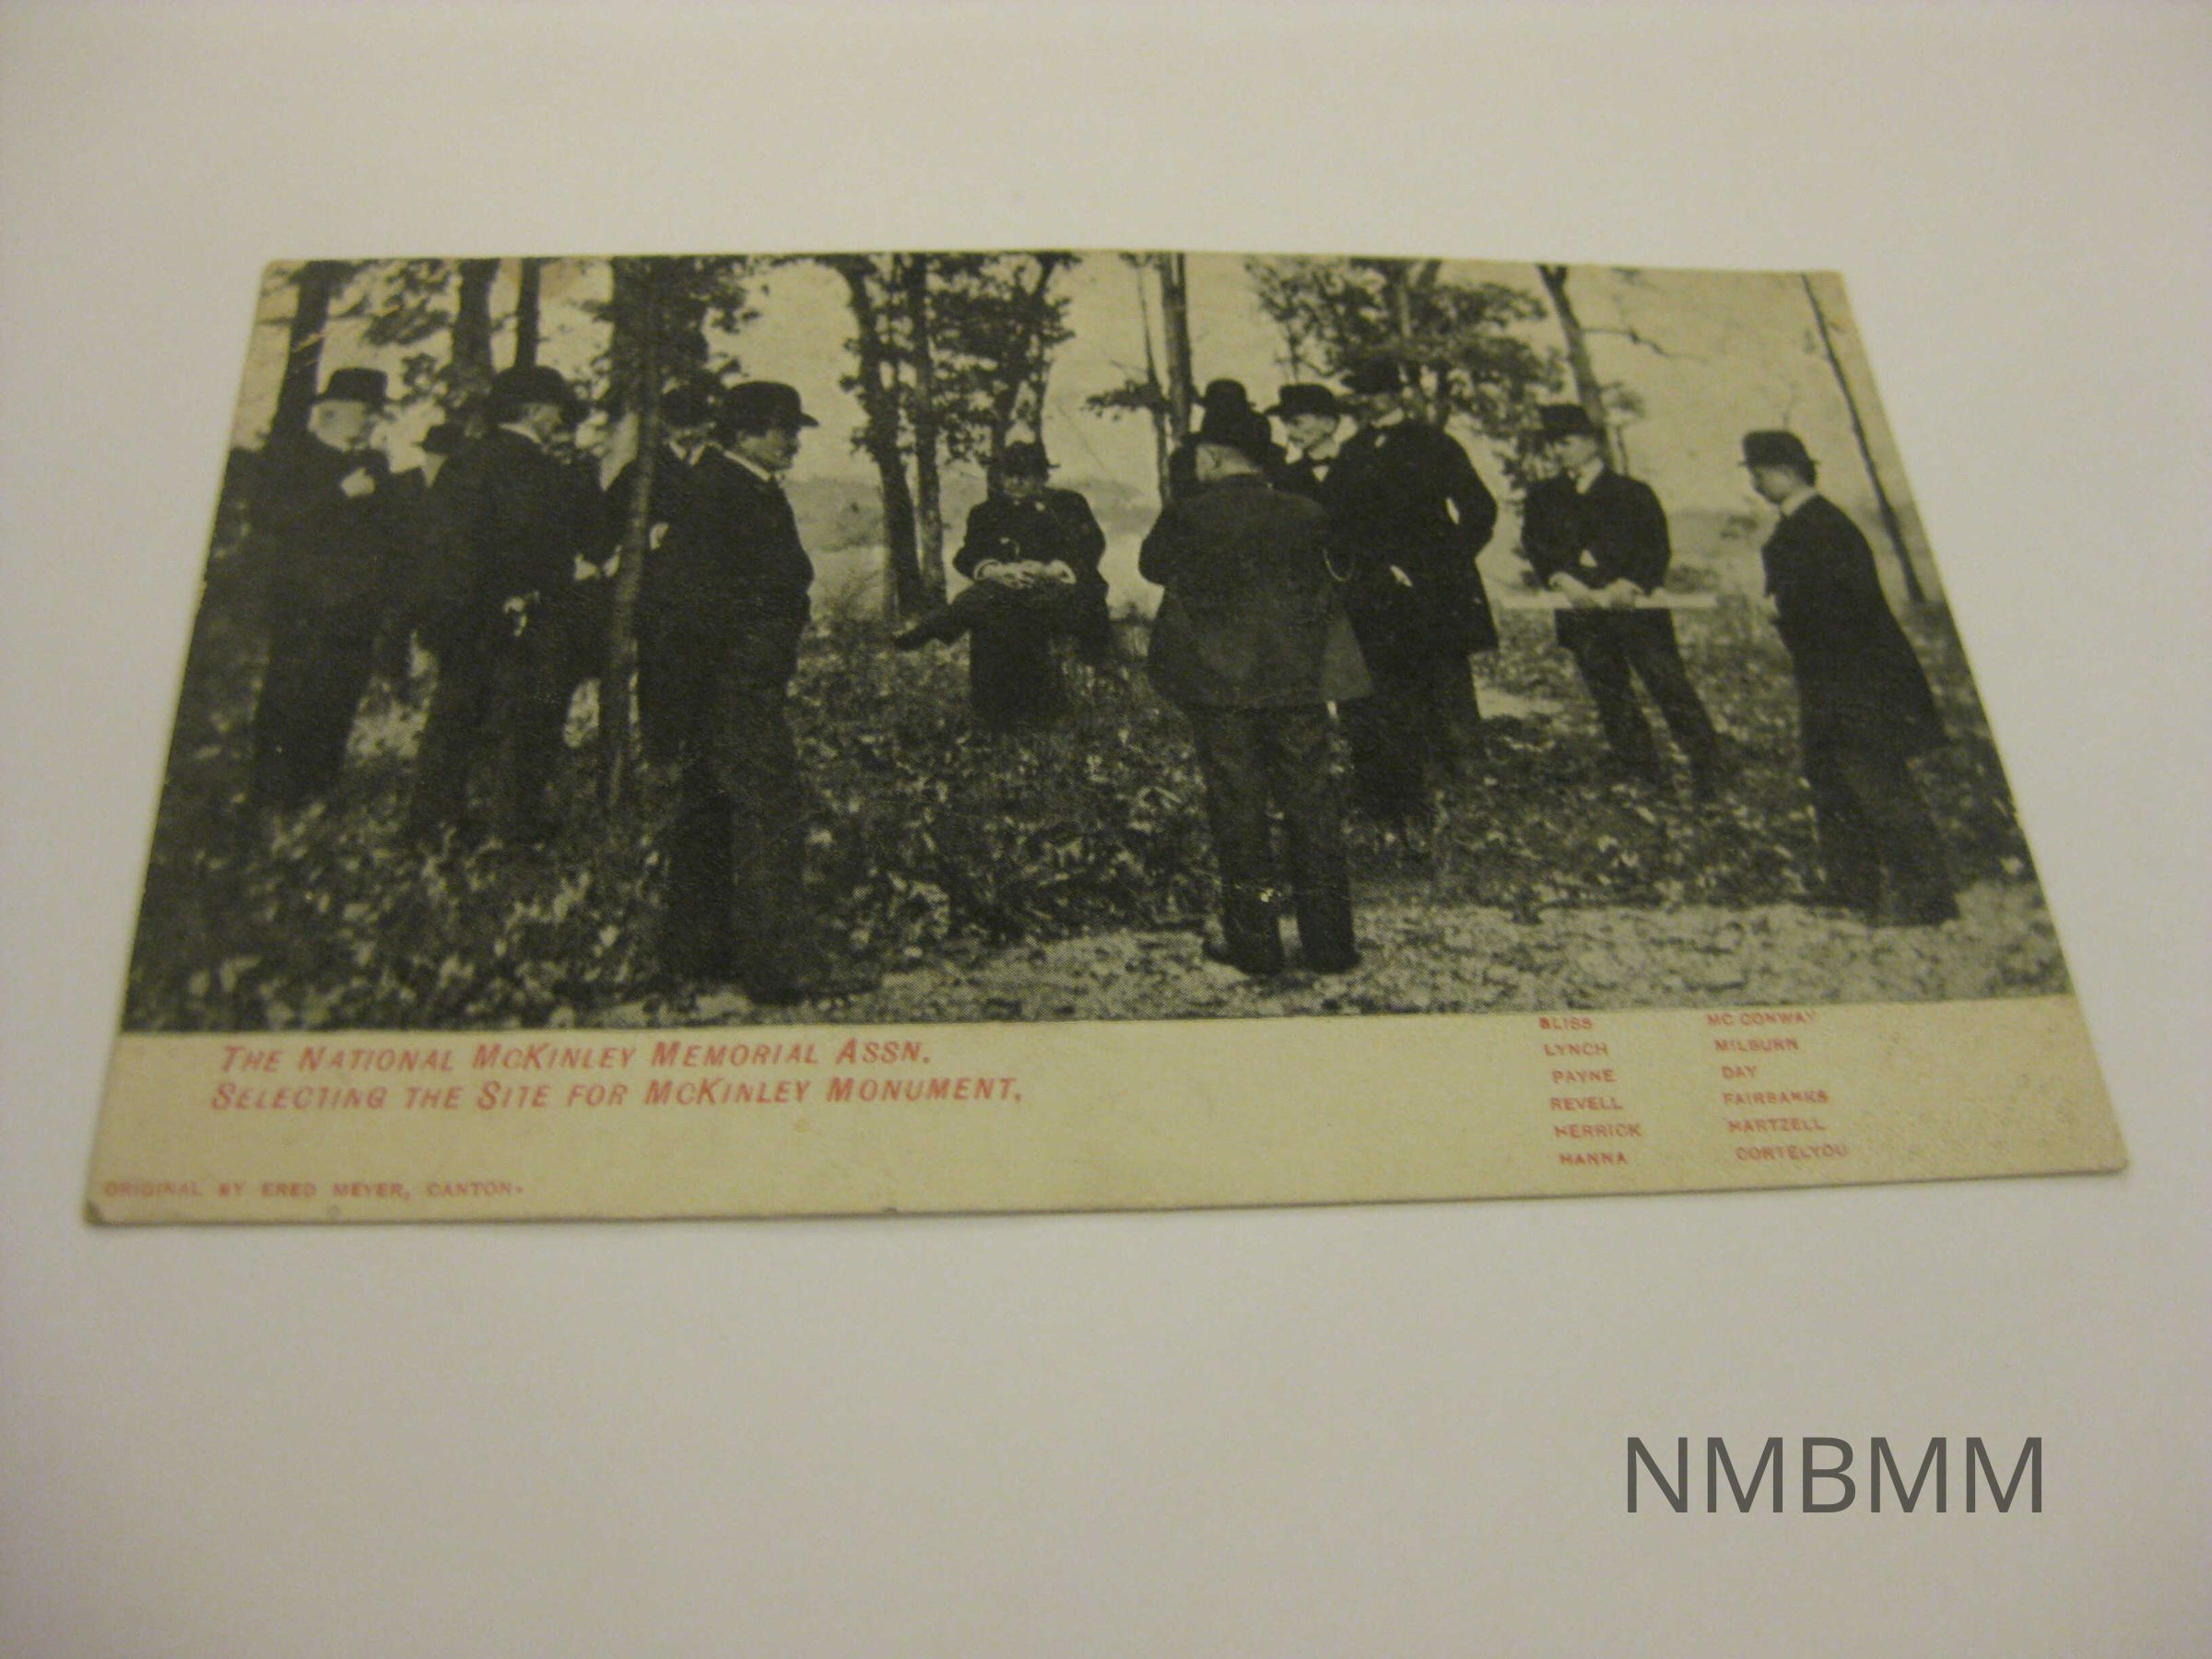 THE NATIONAL MCKINLEY MEMORIAL ASSN.
SELECTING THE SITE FOR MCKINLEY MONUMENT,
ORIGINAL BY FRED MEYER, CANTON.
BLISS
LYNCH
PAYNE
REVELL
HERRICK
HANNA
MC CONWAY
MILBURN
DAY
FAIRBANKS
HARTZELL
CORTELYOU
NMBMM